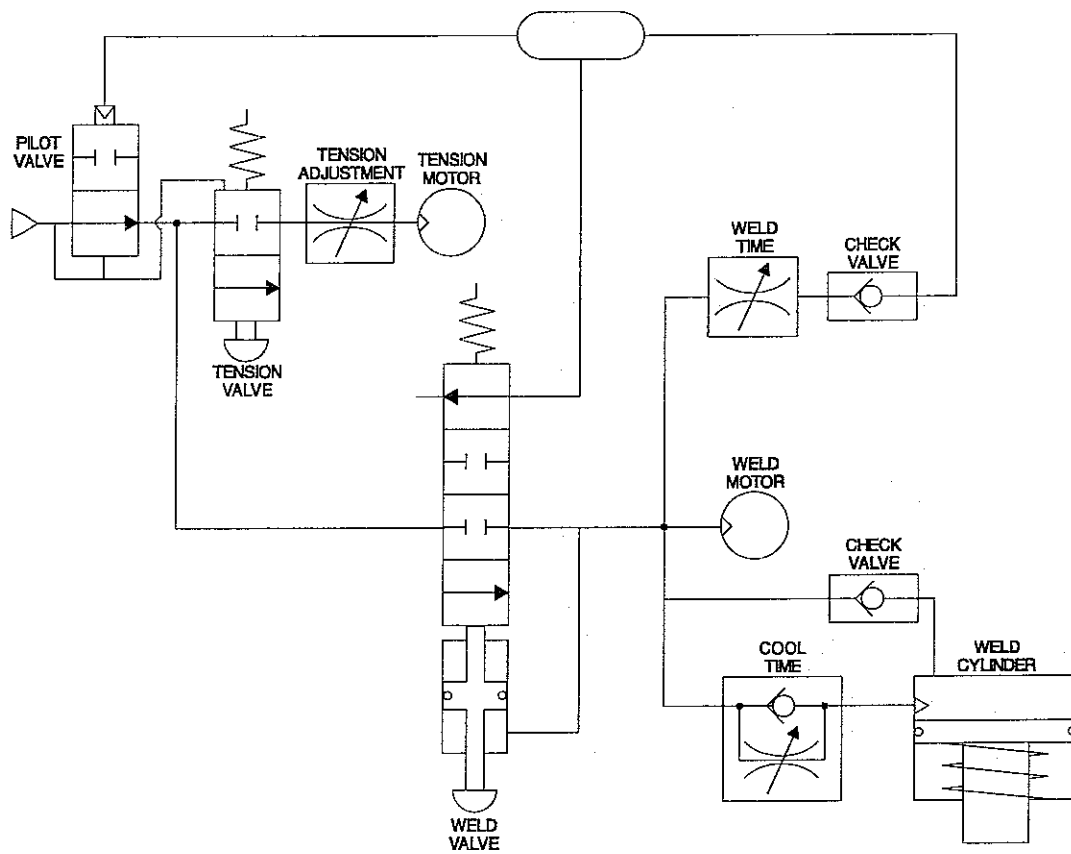 PILOT
VALVE
TENSION
ADJUSTMENT
TENSION
MOTOR
TENSION
VALVE
WELD
TIME
CHECK
VALVE
WELD
MOTOR
CHECK
VALVE
COOL
TIME
WELD
CYLINDER
WELD
VALVE